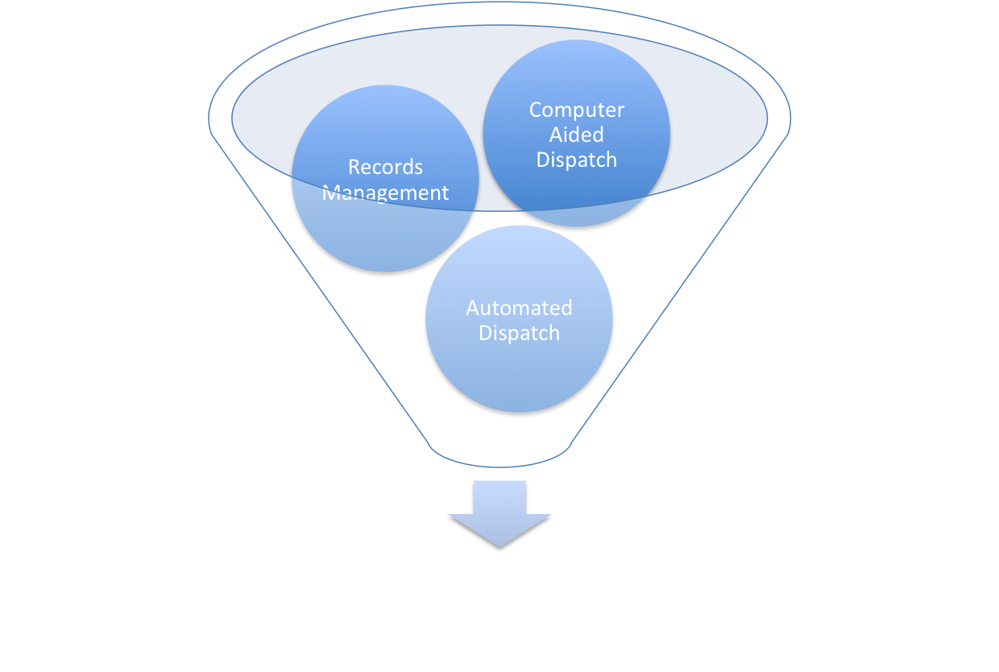 Computer
Aided
Dispatch
Records
Management
Automated
Dispatch